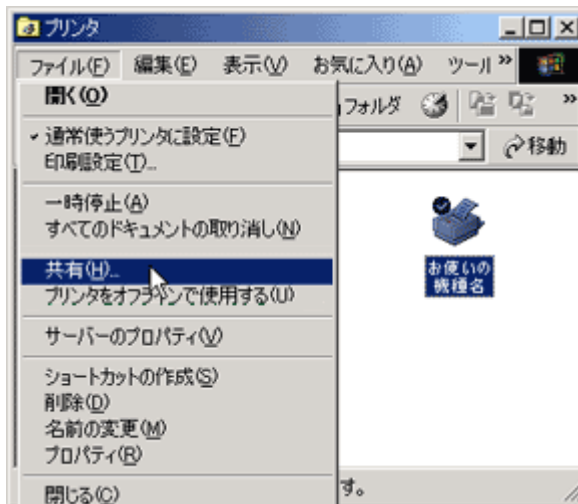 プリンタ
ファイル(F) 編集(E) 表示(V) お気に入り(A) ツール »
開く(O)
フォルダ »
通常使うプリンタに設定(F)
印刷設定(T)...
移動
一時停止(A)
すべてのドキュメントの取り消し(N)
共有(H)...
プリンタをオフラインで使用する(U)
お使いの
機種名
サーバーのプロパティ(V)
ショートカットの作成(S)
削除(D)
名前の変更(M)
プロパティ(R)
閉じる(C)
す。